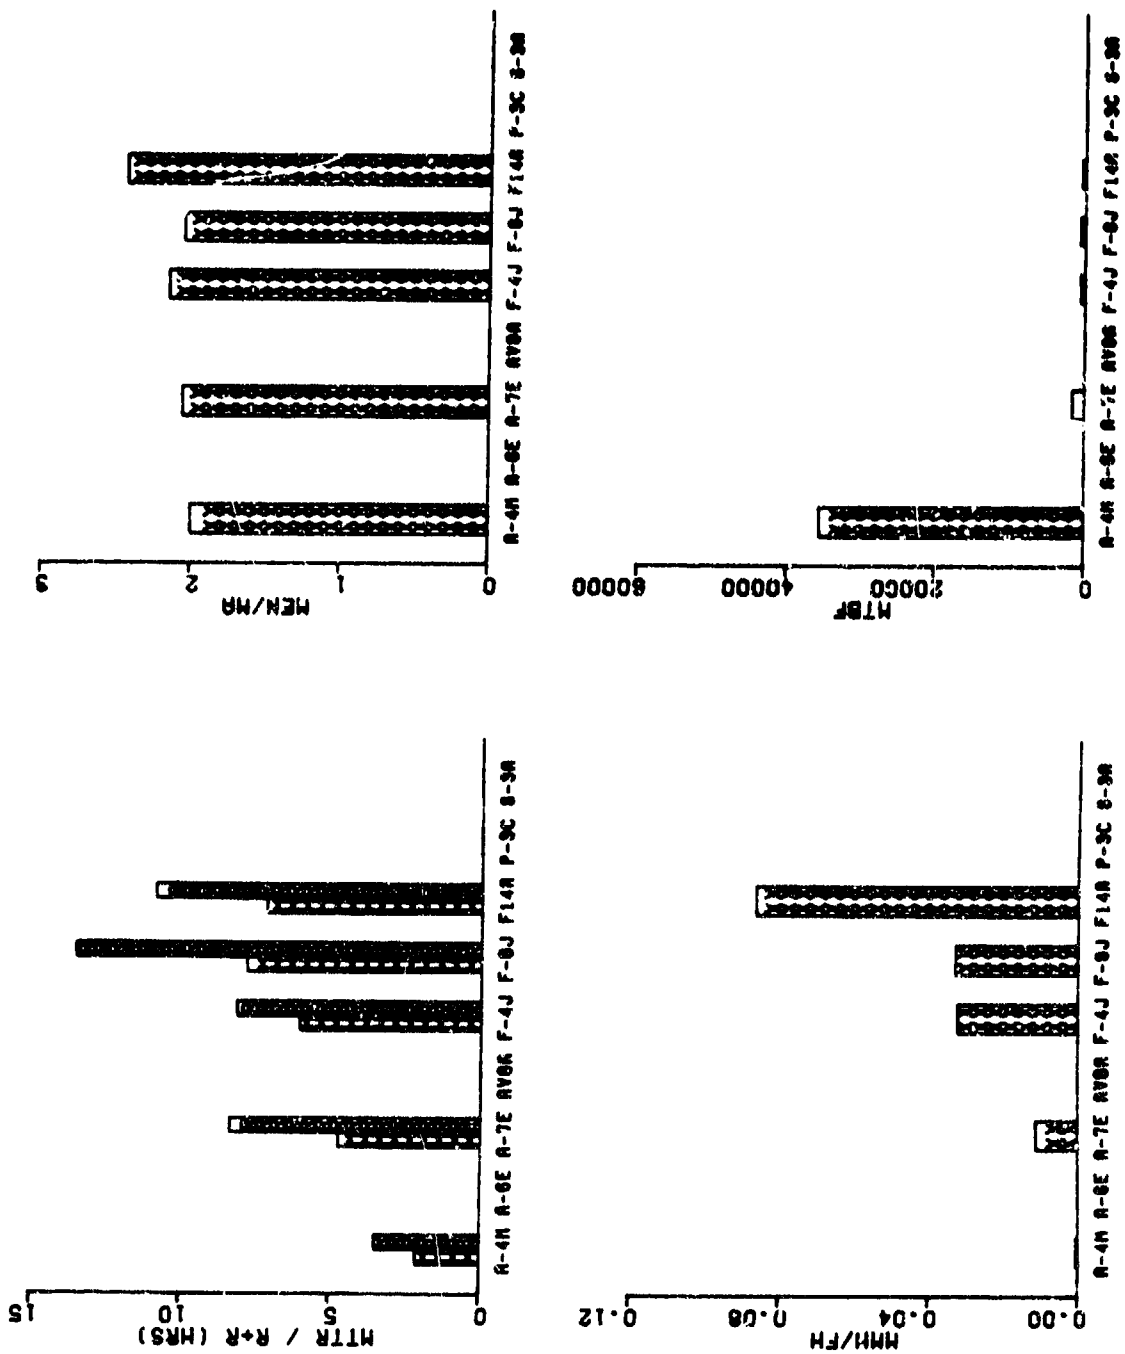 MTTR / R+R (HRS)
15
10
5
0
A-4M A-6E A-7E AV8A F-4J F-8J F14A P-3C S-3A
MEN/MA
3
2
1
0
A-4M A-6E A-7E AV8A F-4J F-8J F14A P-3C S-3A
MMH/FH
0.12
0.08
0.04
0.00
A-4M A-6E A-7E AV8A F-4J F-8J F14A P-3C S-3A
MTBF
60000
40000
20000
0
A-4M A-6E A-7E AV8A F-4J F-8J F14A P-3C S-3A